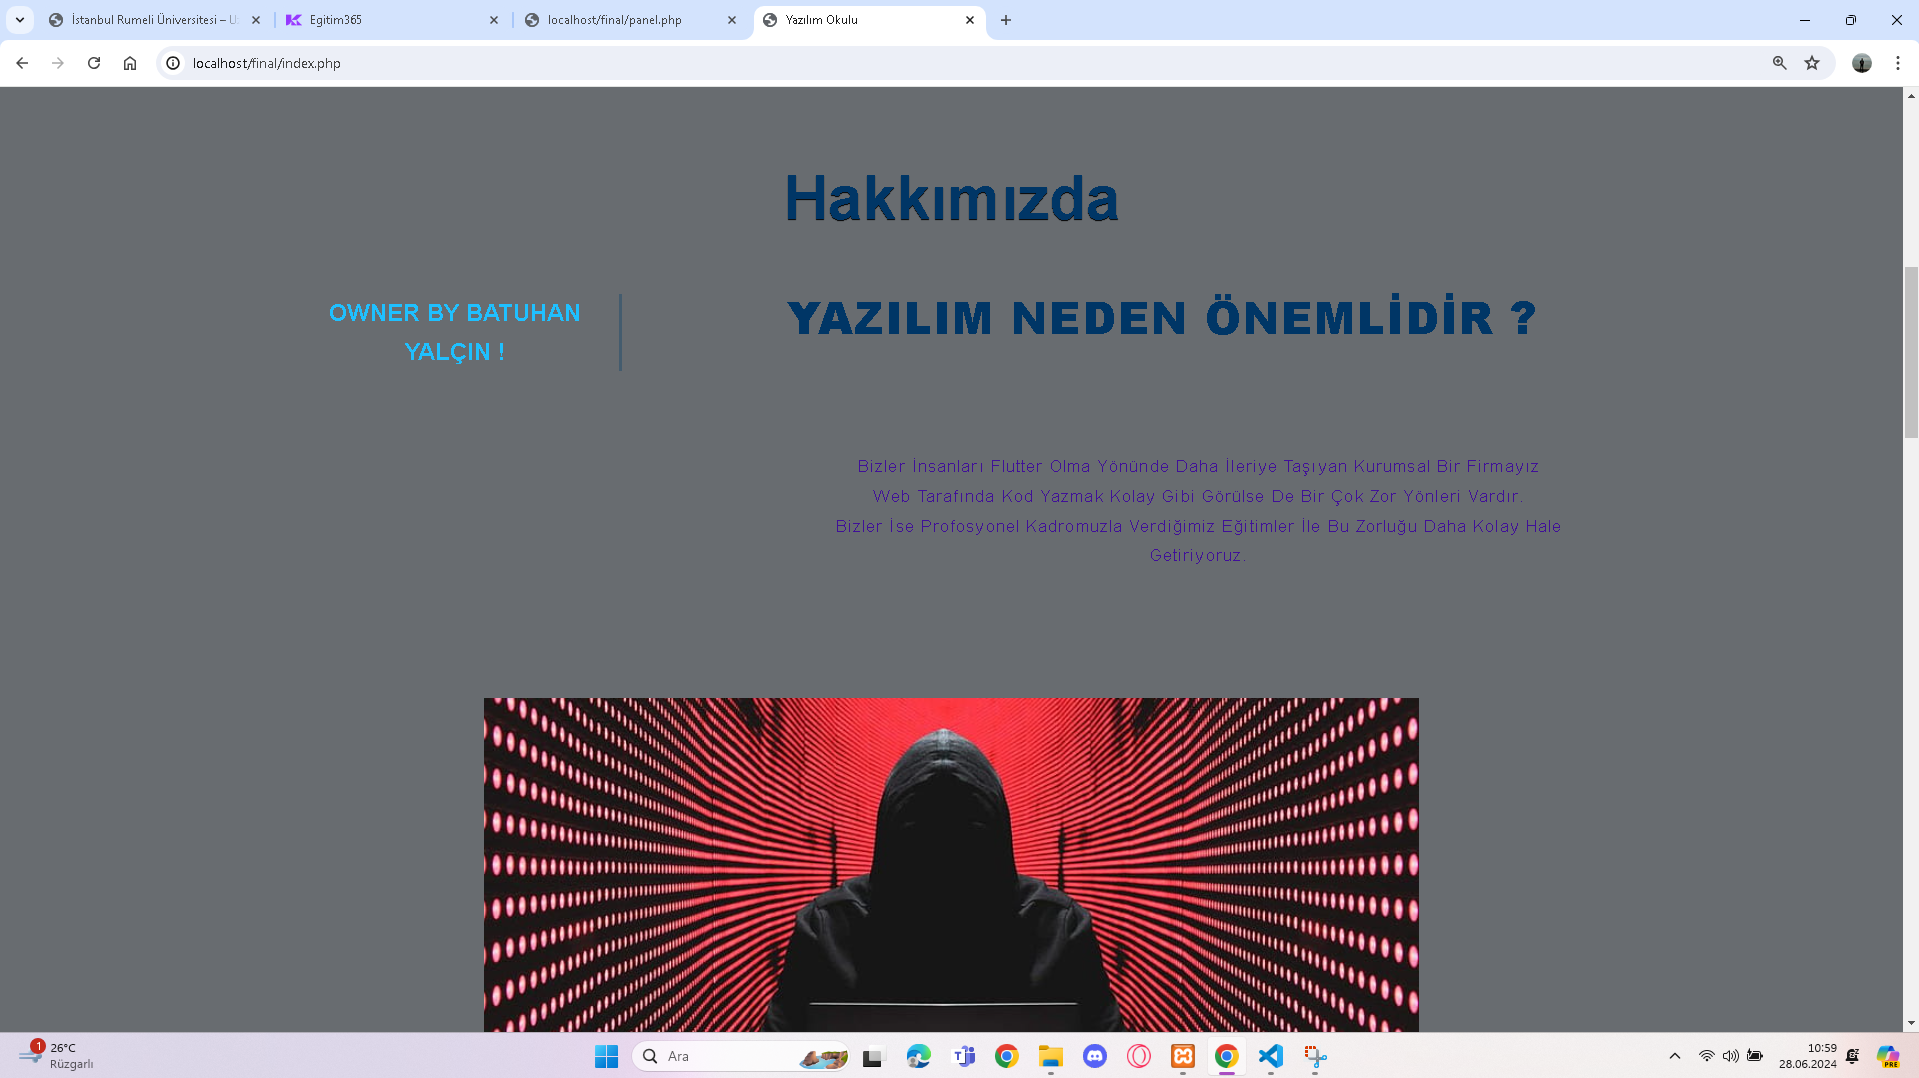 İstanbul Rumeli Üniversitesi – U
Egitim365
localhost/final/panel.php
Yazılım Okulu
localhost/final/index.php
Hakkımızda
OWNER BY BATUHAN
YALÇIN !
YAZILIM NEDEN ÖNEMLİDİR ?
Bizler İnsanları Flutter Olma Yönünde Daha İleriye Taşıyan Kurumsal Bir Firmayız
Web Tarafında Kod Yazmak Kolay Gibi Görülse De Bir Çok Zor Yönleri Vardır.
Bizler İse Profosyonel Kadromuzla Verdiğimiz Eğitimler İle Bu Zorluğu Daha Kolay Hale
Getiriyoruz.
1
26°C
Rüzgarlı
Ara
10:59
28.06.2024
PRE